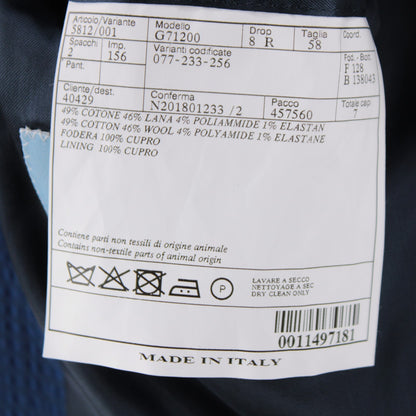 Articolo/Variante Modello Drop Taglia Coord.
5812/001 G71200 8 R 58
Spacchi Imp. Varianti codificate Fod. - Bott.
2 156 077-233-256 F 128
Pant. B 138043
Cliente/dest. Conferma Pacco Totale capi
40429 N201801233 /2 457560 7
49% COTONE 46% LANA 4% POLIAMMIDE 1% ELASTAN
49% COTTON 46% WOOL 4% POLYAMIDE 1% ELASTANE
FODERA 100% CUPRO
LINING 100% CUPRO
Contiene parti non tessili di origine animale
Contains non-textile parts of animal origin
P
LAVARE A SECCO
NETTOYAGE A SEC
DRY CLEAN ONLY
0011497181
MADE IN ITALY